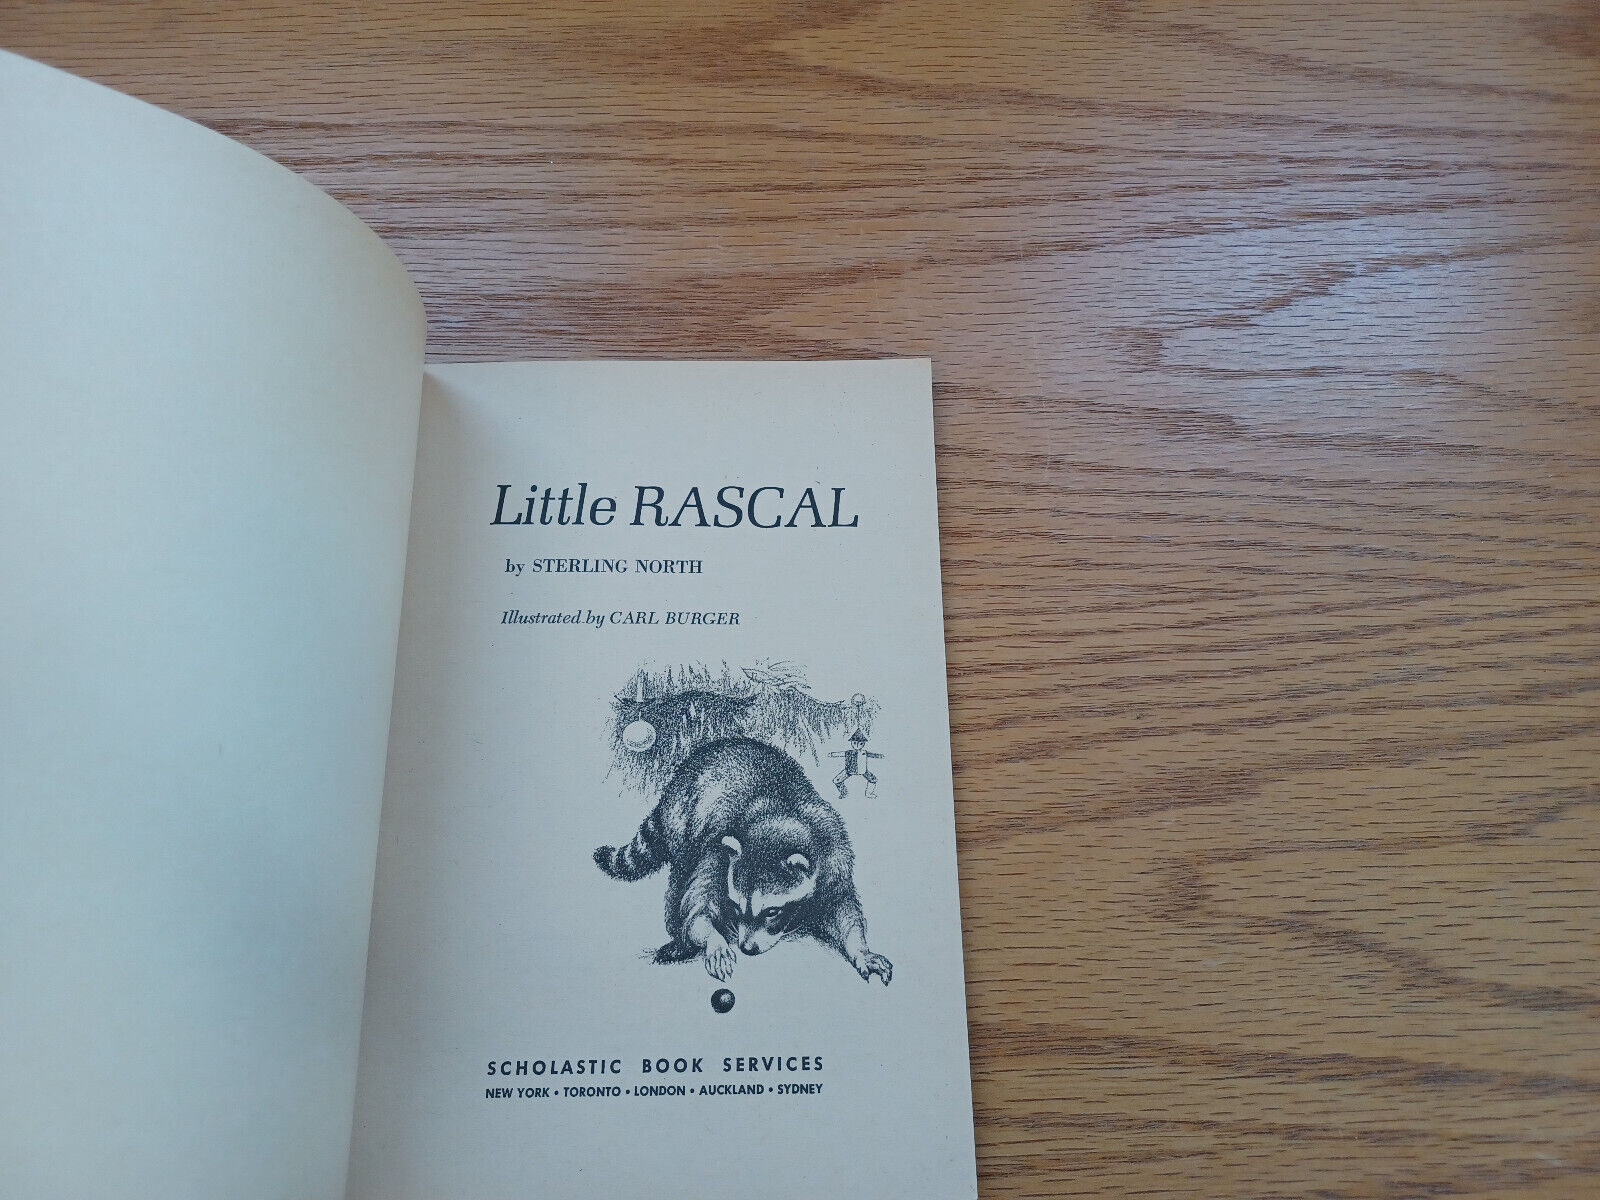 Little RASCAL
by STERLING NORTH
Illustrated by CARL BURGER
SCHOLASTIC BOOK SERVICES
NEW YORK • TORONTO • LONDON • AUCKLAND • SYDNEY